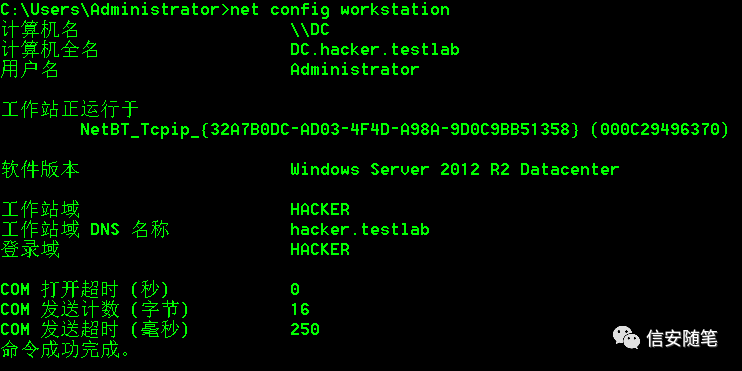 C:\Users\Administrator>net config workstation
计算机名 \\DC
计算机全名 DC.hacker.testlab
用户名 Administrator
工作站正运行于
NetBT_Tcpip_{32A7B0DC-AD03-4F4D-A98A-9D0C9BB51358} (000C29496370)
软件版本 Windows Server 2012 R2 Datacenter
工作站域 HACKER
工作站域 DNS 名称 hacker.testlab
登录域 HACKER
COM 打开超时 (秒) 0
COM 发送计数 (字节) 16
COM 发送超时 (毫秒) 250
命令成功完成。
信安随笔